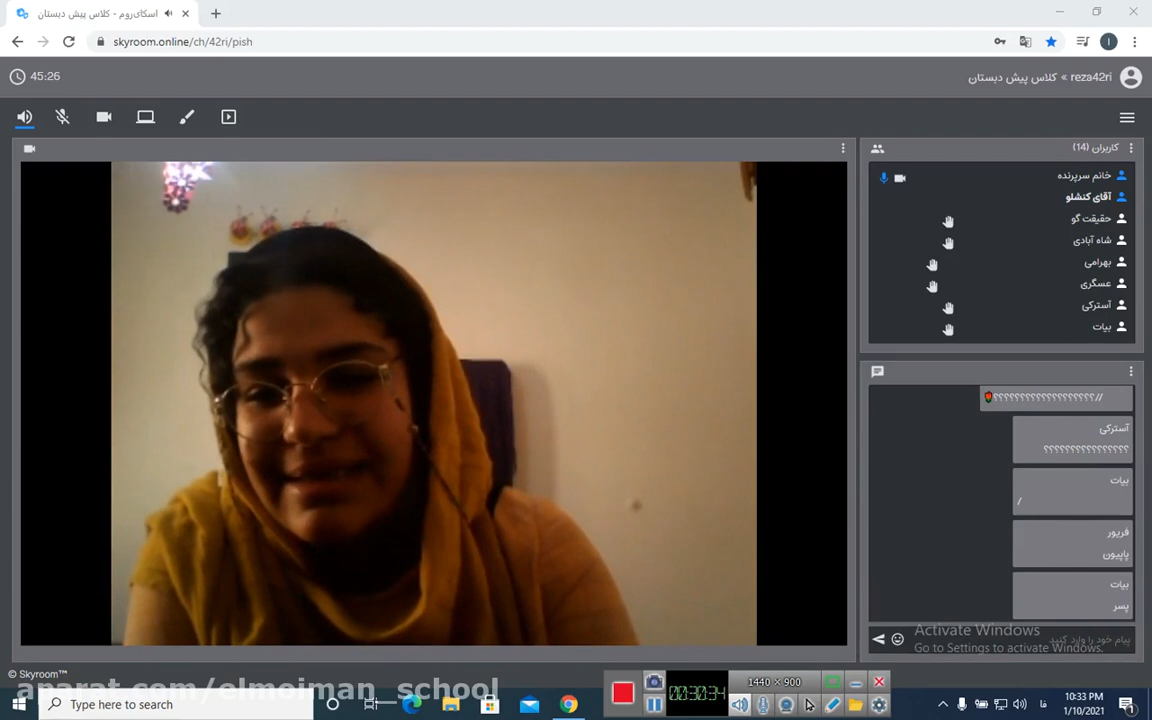 اسکای‌روم - کلاس پیش دبستان
skyroom.online/ch/42ri/pish
45:26
reza42ri » کلاس پیش دبستان
کاربران (14)
خانم سرپرنده
آقای کنشلو
حقیقت گو
شاه آبادی
بهرامی
عسگری
آسترکی
بیات
//؟؟؟؟؟؟؟؟؟؟؟؟؟؟؟؟؟؟؟🌹
آسترکی
؟؟؟؟؟؟؟؟؟؟؟؟؟؟؟؟
بیات
/
فریور
پاپیون
بیات
پسر
پیام خود را وارد کنید
Activate Windows
Go to Settings to activate Windows.
© Skyroom™
aparat.com/elmoiman_school
Type here to search
00:30:34
1440 × 900
فا
10:33 PM
1/10/2021
1